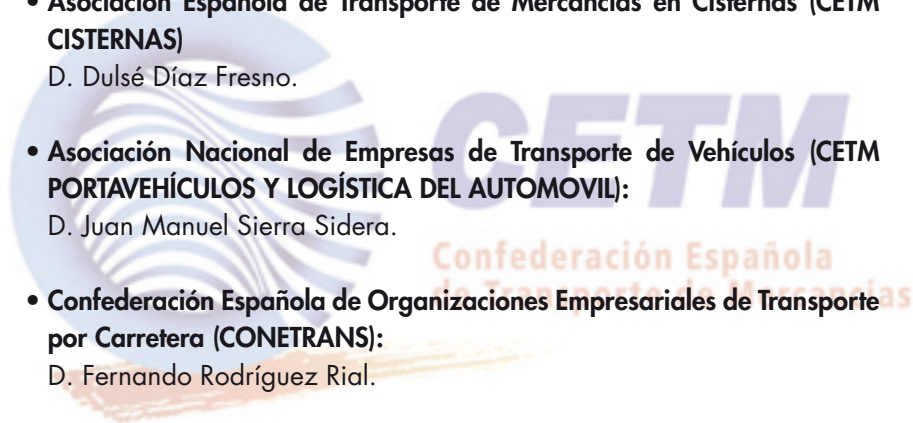 • Asociación Española de Transporte de Mercancías en Cisternas (CETM
CISTERNAS)
D. Dulsé Díaz Fresno.
• Asociación Nacional de Empresas de Transporte de Vehículos (CETM
PORTAVEHÍCULOS Y LOGÍSTICA DEL AUTOMOVIL):
D. Juan Manuel Sierra Sidera.
• Confederación Española de Organizaciones Empresariales de Transporte
por Carretera (CONETRANS):
D. Fernando Rodríguez Rial.
CETM
Confederación Española
de Transporte de Mercancías